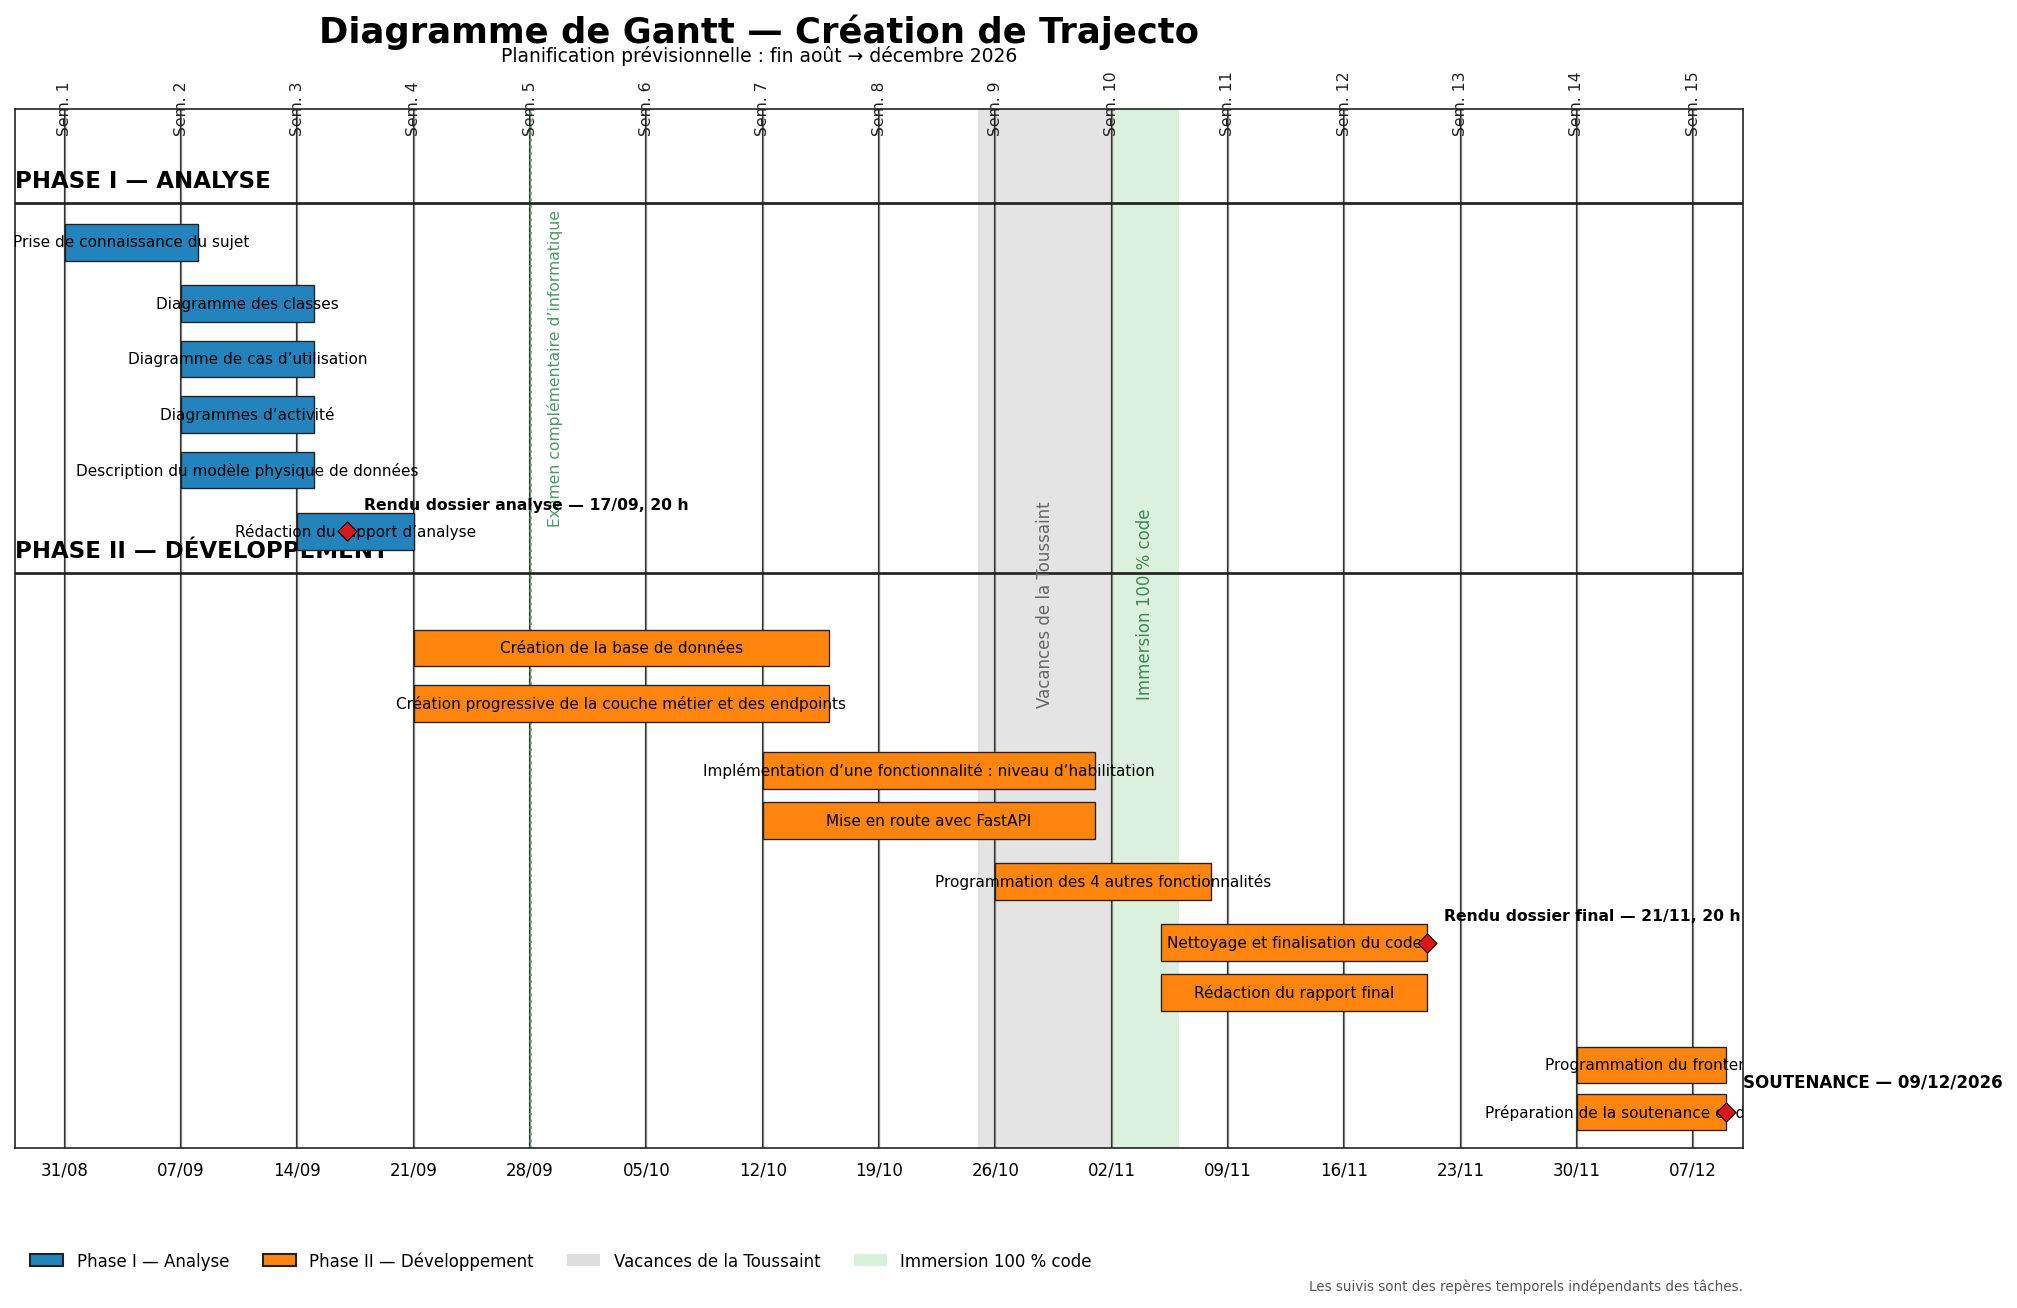 Diagramme de Gantt — Création de Trajecto
Planification prévisionnelle : fin août → décembre 2026
Sem. 1
Sem. 2
Sem. 3
Sem. 4
Sem. 5
Sem. 6
Sem. 7
Sem. 8
Sem. 9
Sem. 10
Sem. 11
Sem. 12
Sem. 13
Sem. 14
Sem. 15
PHASE I — ANALYSE
Prise de connaissance du sujet
Diagramme des classes
Diagramme de cas d’utilisation
Diagrammes d’activité
Description du modèle physique de données
Examen complémentaire d’informatique
Rendu dossier analyse — 17/09, 20 h
Rédaction du rapport d’analyse
PHASE II — DÉVELOPPEMENT
Vacances de la Toussaint
Immersion 100 % code
Création de la base de données
Création progressive de la couche métier et des endpoints
Implémentation d’une fonctionnalité : niveau d’habilitation
Mise en route avec FastAPI
Programmation des 4 autres fonctionnalités
Rendu dossier final — 21/11, 20 h
Nettoyage et finalisation du code
Rédaction du rapport final
Programmation du fronten
SOUTENANCE — 09/12/2026
Préparation de la soutenance
31/08
07/09
14/09
21/09
28/09
05/10
12/10
19/10
26/10
02/11
09/11
16/11
23/11
30/11
07/12
Phase I — Analyse
Phase II — Développement
Vacances de la Toussaint
Immersion 100 % code
Les suivis sont des repères temporels indépendants des tâches.